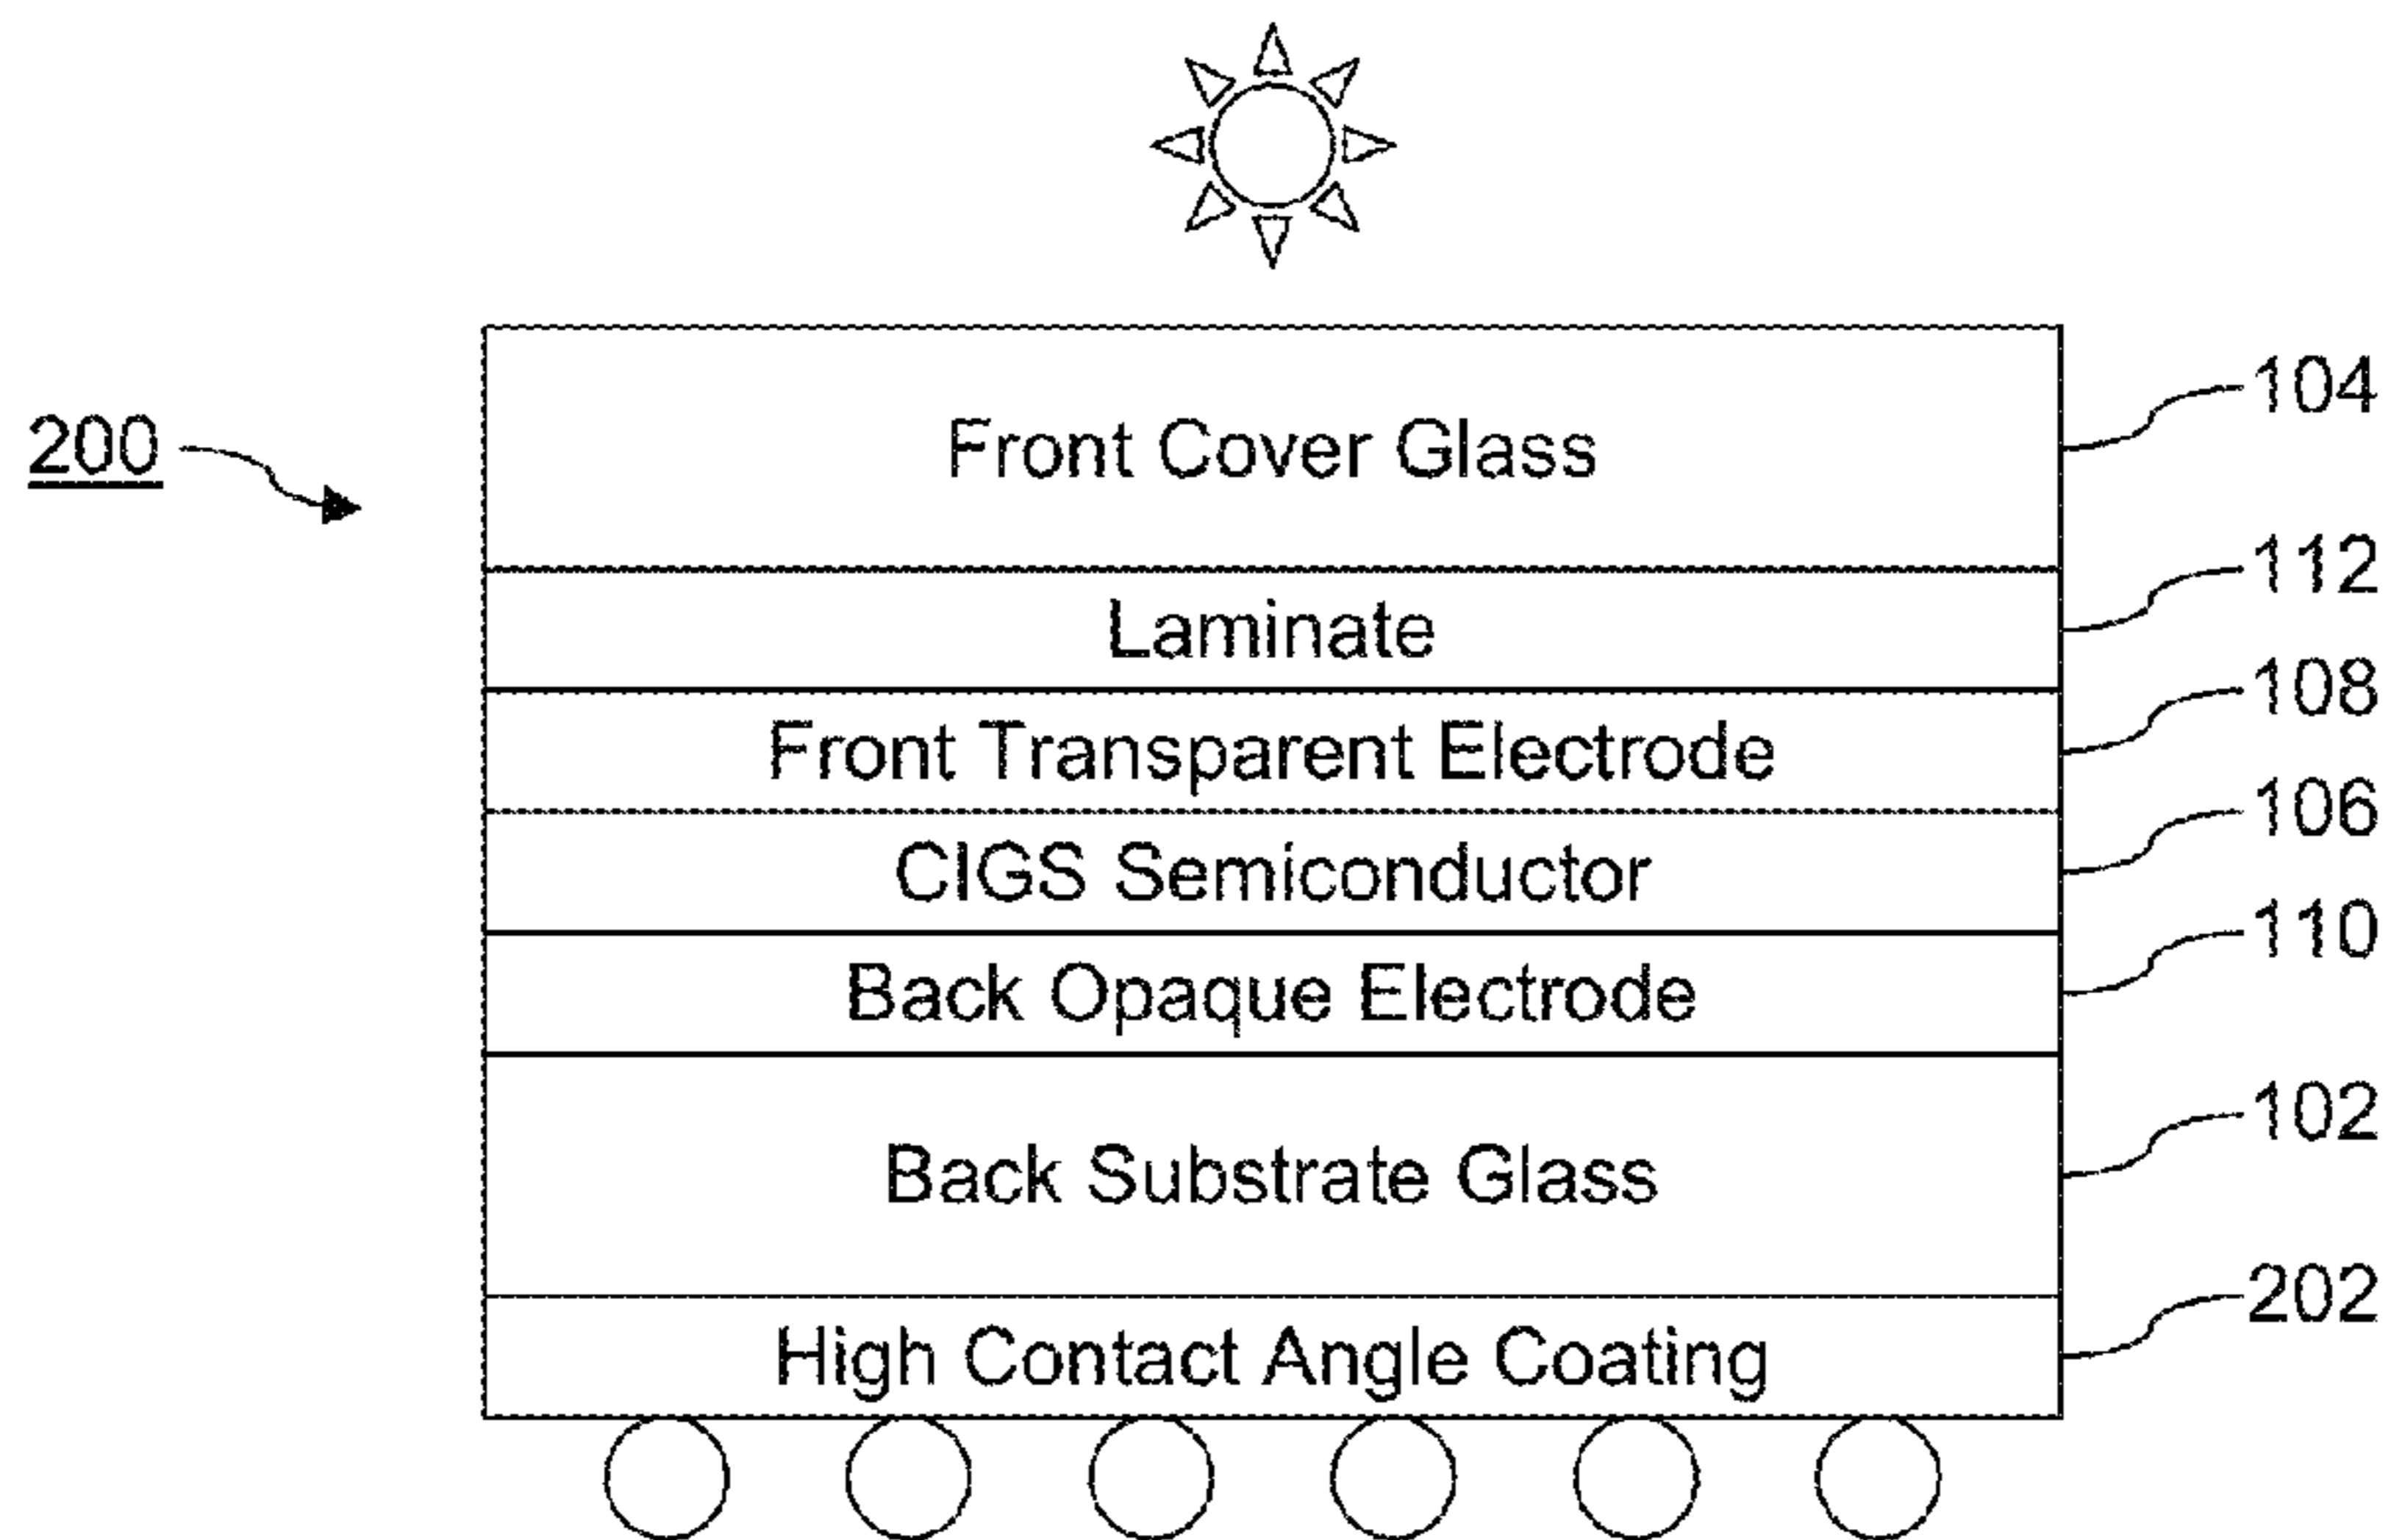 200
Front Cover Glass
104
Laminate
112
Front Transparent Electrode
108
CIGS Semiconductor
106
Back Opaque Electrode
110
Back Substrate Glass
102
High Contact Angle Coating
202